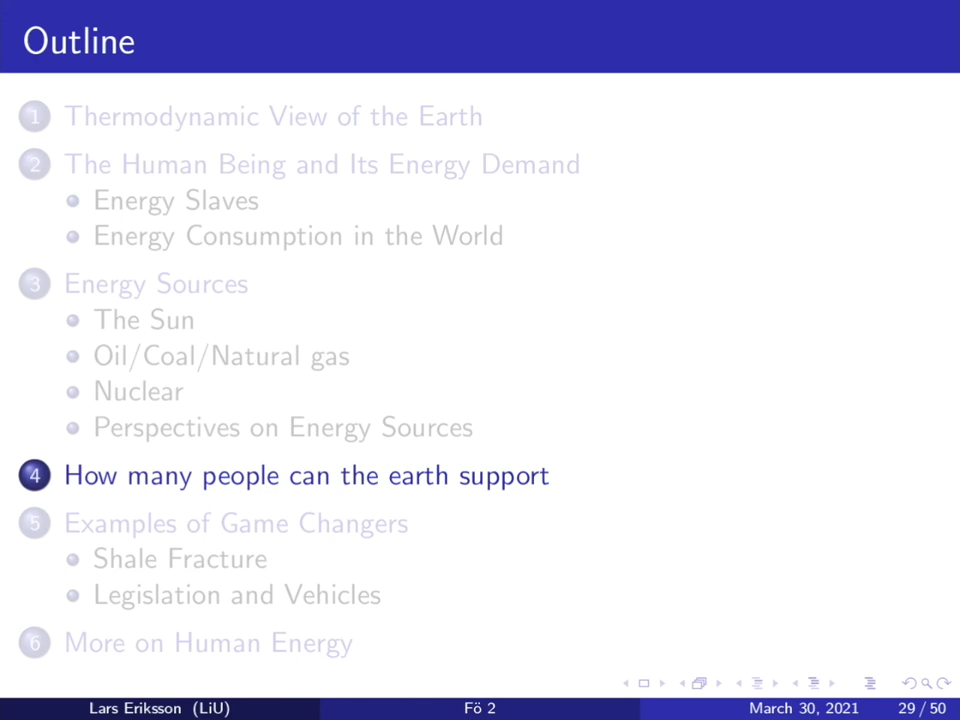 Outline
1 Thermodynamic View of the Earth
2 The Human Being and Its Energy Demand
Energy Slaves
Energy Consumption in the World
3 Energy Sources
The Sun
Oil/Coal/Natural gas
Nuclear
Perspectives on Energy Sources
4 How many people can the earth support
5 Examples of Game Changers
Shale Fracture
Legislation and Vehicles
6 More on Human Energy
Lars Eriksson (LiU) Fö 2 March 30, 2021 29 / 50